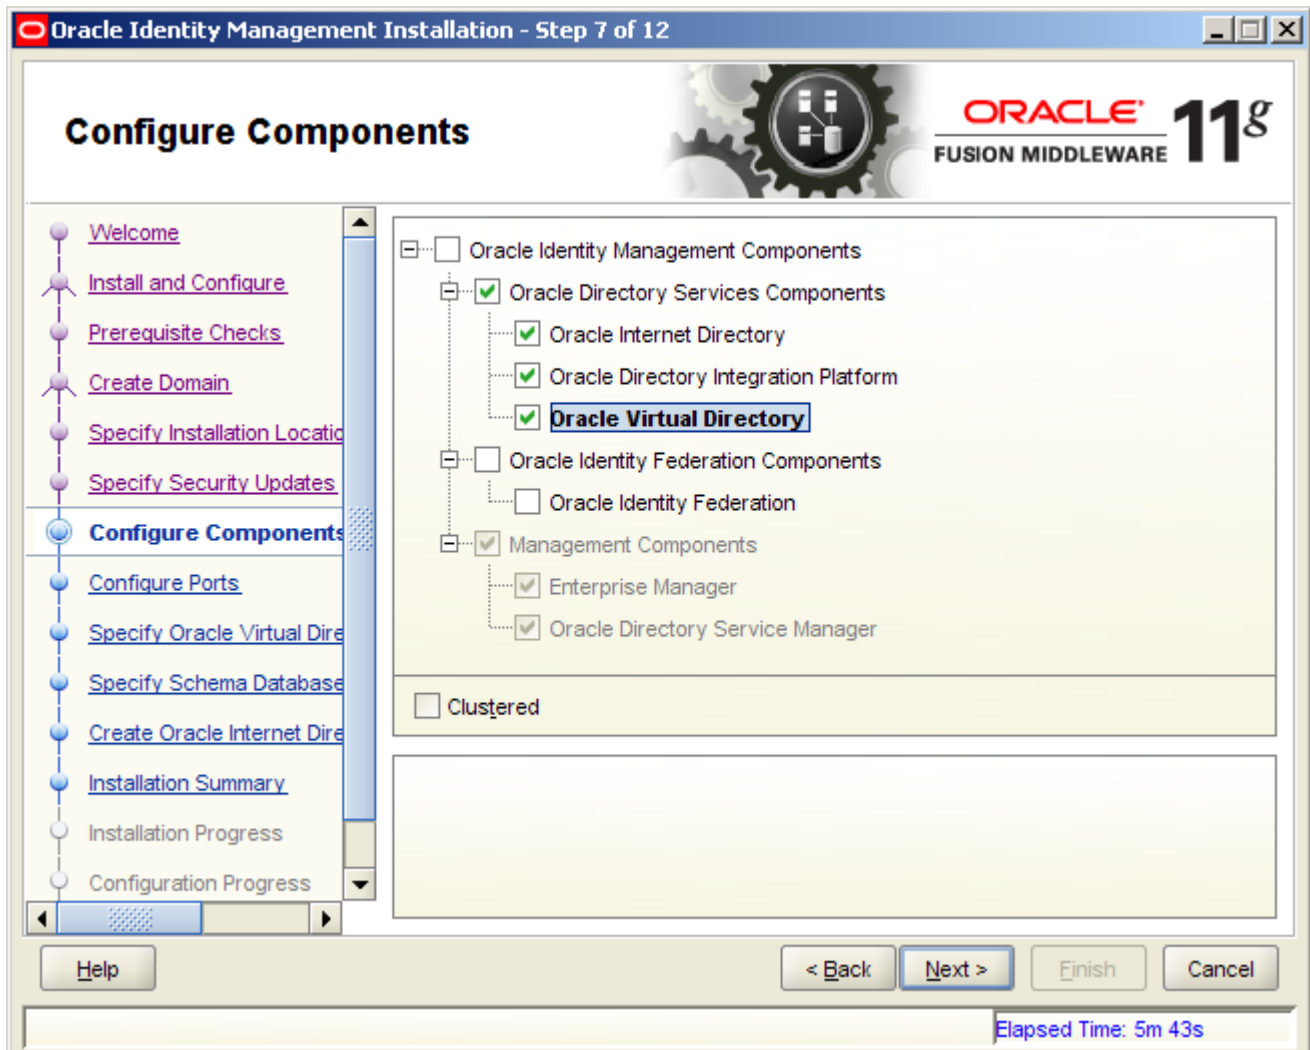 Oracle Identity Management Installation - Step 7 of 12
Configure Components
ORACLE
FUSION MIDDLEWARE
11g
Welcome
Install and Configure
Prerequisite Checks
Create Domain
Specify Installation Locatio
Specify Security Updates
Configure Components
Configure Ports
Specify Oracle Virtual Dire
Specify Schema Database
Create Oracle Internet Dire
Installation Summary
Installation Progress
Configuration Progress
Oracle Identity Management Components
Oracle Directory Services Components
Oracle Internet Directory
Oracle Directory Integration Platform
Oracle Virtual Directory
Oracle Identity Federation Components
Oracle Identity Federation
Management Components
Enterprise Manager
Oracle Directory Service Manager
Clustered
Help
< Back
Next >
Finish
Cancel
Elapsed Time: 5m 43s